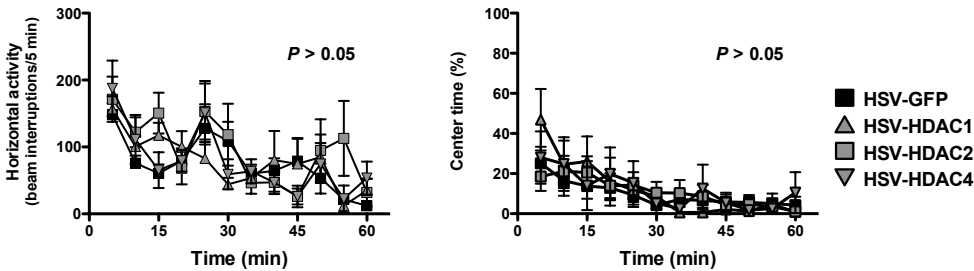 Horizontal activity
(beam interruptions/5 min)
300
200
100
0
P > 0.05
0
15
30
45
60
Time (min)
Center time (%)
100
80
60
40
20
0
P > 0.05
0
15
30
45
60
Time (min)
HSV-GFP
HSV-HDAC1
HSV-HDAC2
HSV-HDAC4